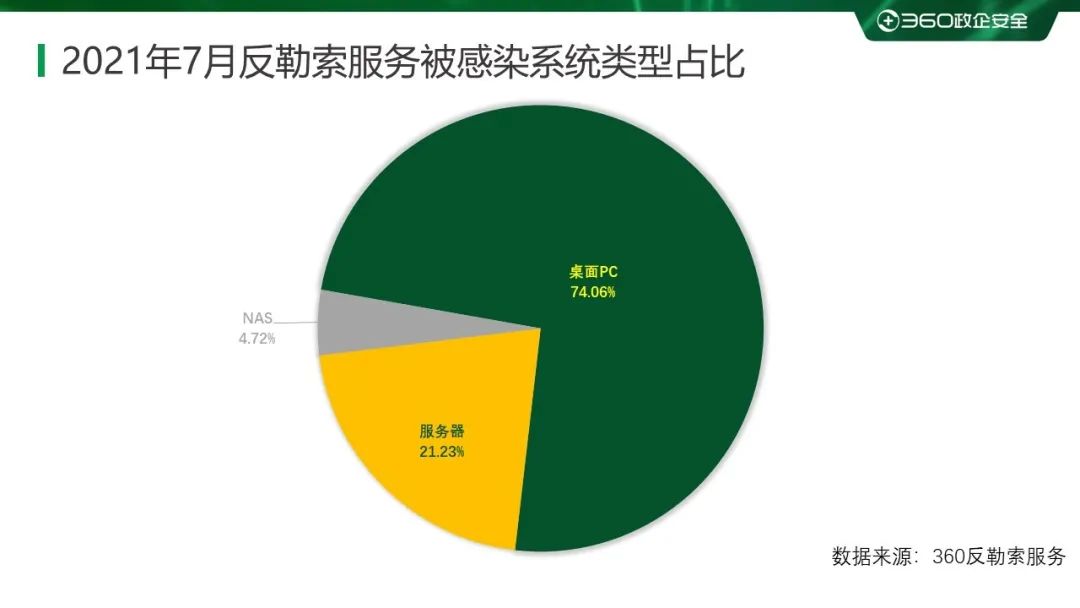 360政企安全
2021年7月反勒索服务被感染系统类型占比
桌面PC
74.06%
NAS
4.72%
服务器
21.23%
数据来源：360反勒索服务